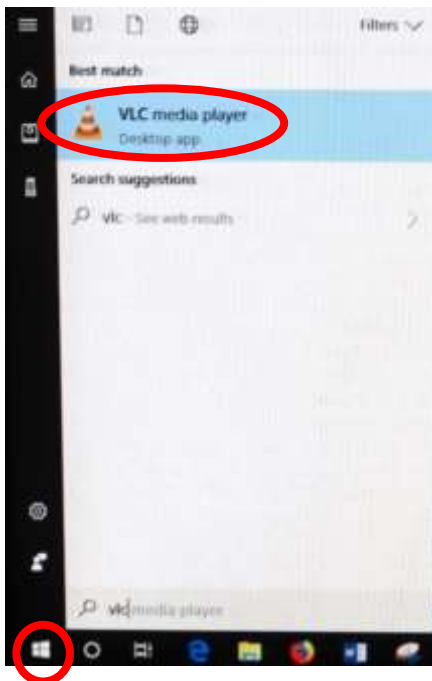 Filters
Best match
VLC media player
Desktop app
Search suggestions
vlc - See web results
vlc media player